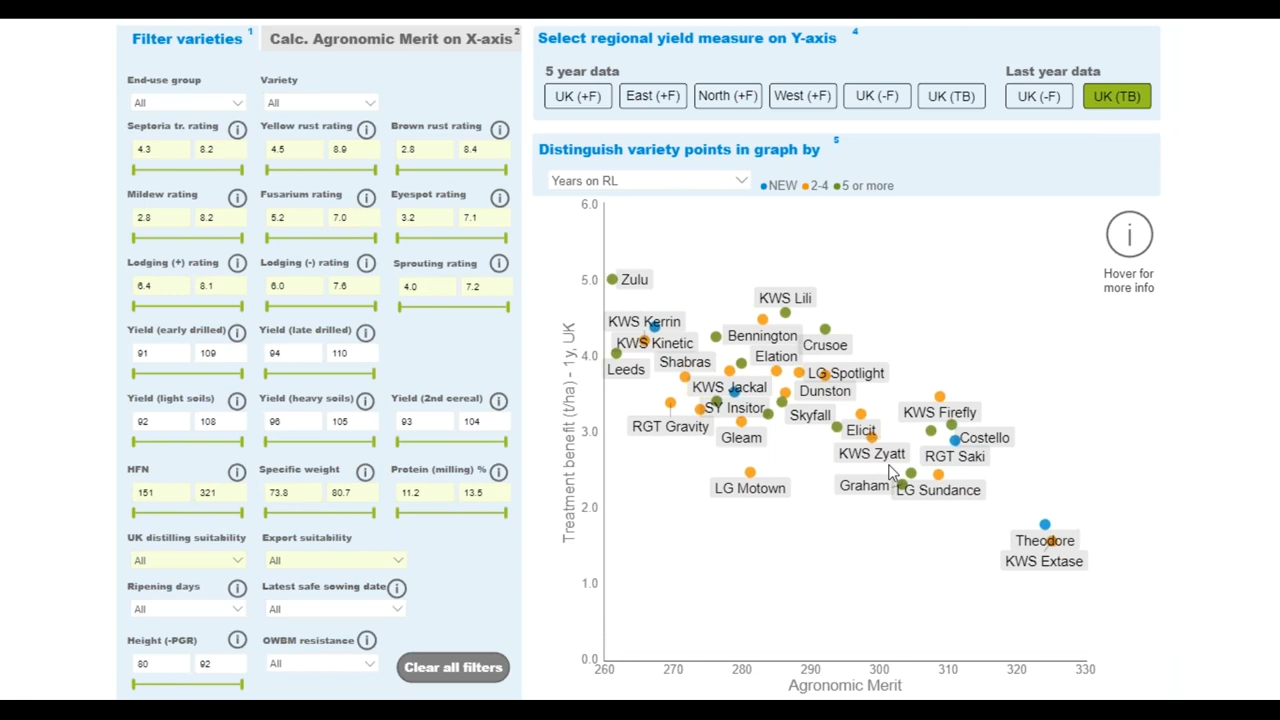 Filter varieties 1
Calc. Agronomic Merit on X-axis 2
End-use group
Variety
All
All
Septoria tr. rating
Yellow rust rating
Brown rust rating
4.3 8.2
4.5 8.9
2.8 8.4
Mildew rating
Fusarium rating
Eyespot rating
2.8 8.2
5.2 7.0
3.2 7.1
Lodging (+) rating
Lodging (-) rating
Sprouting rating
6.4 8.1
6.0 7.6
4.0 7.2
Yield (early drilled)
Yield (late drilled)
91 109
94 110
Yield (light soils)
Yield (heavy soils)
Yield (2nd cereal)
92 108
96 105
93 104
HFN
Specific weight
Protein (milling) %
151 321
73.8 80.7
11.2 13.5
UK distilling suitability
Export suitability
All
All
Ripening days
Latest safe sowing date
All
All
Height (-PGR)
OWBM resistance
80 92
All
Clear all filters
Select regional yield measure on Y-axis 4
5 year data
Last year data
UK (+F)
East (+F)
North (+F)
West (+F)
UK (-F)
UK (TB)
UK (-F)
UK (TB)
Distinguish variety points in graph by 5
Years on RL
NEW 2-4 5 or more
i
Hover for
more info
Treatment benefit (t/ha) - 1y, UK
6.0
5.0
4.0
3.0
2.0
1.0
0.0
Zulu
KWS Lili
KWS Kerrin
Bennington
KWS Kinetic
Crusoe
Elation
Shabras
Leeds
LG Spotlight
KWS Jackal
Dunston
SY Insitor
KWS Firefly
Skyfall
RGT Gravity
Elicit
Gleam
Costello
KWS Zyatt
RGT Saki
Graham
LG Motown
LG Sundance
Theodore
KWS Extase
260 270 280 290 300 310 320 330
Agronomic Merit